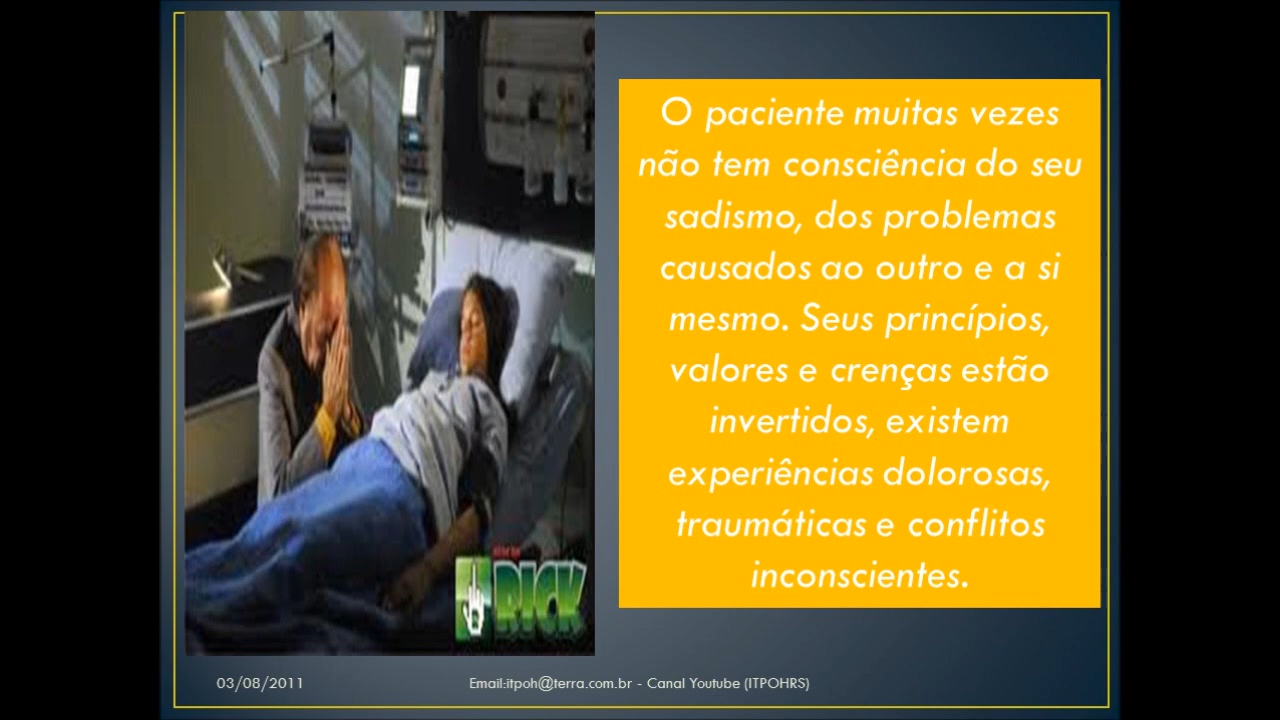 O paciente muitas vezes
não tem consciência do seu
sadismo, dos problemas
causados ao outro e a si
mesmo. Seus princípios,
valores e crenças estão
invertidos, existem
experiências dolorosas,
traumáticas e conflitos
inconscientes.
RICK
03/08/2011
Email:itpoh@terra.com.br - Canal Youtube (ITPOHRS)